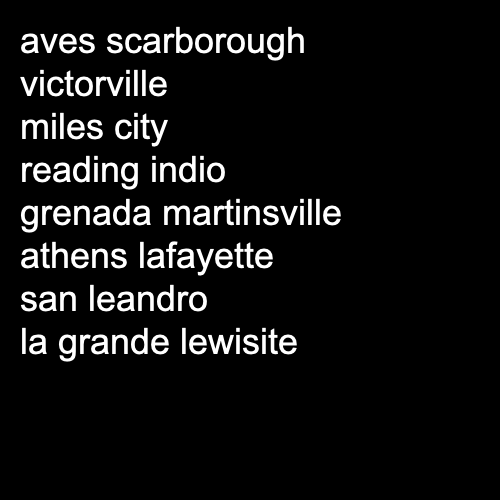 aves scarborough
victorville
miles city
reading indio
grenada martinsville
athens lafayette
san leandro
la grande lewisite